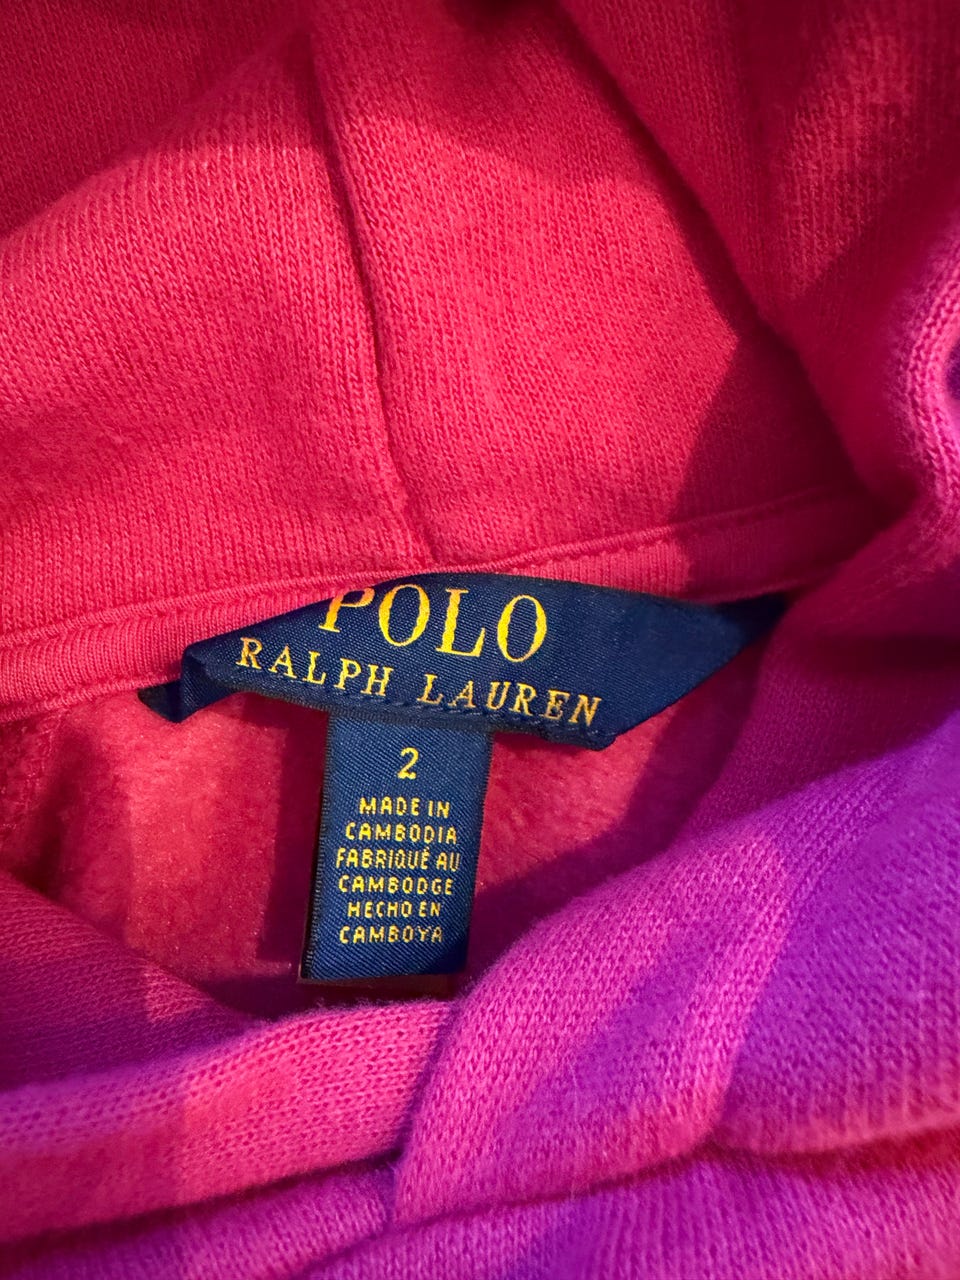 POLO
RALPH LAUREN
2
MADE IN
CAMBODIA
FABRIQUÉ AU
CAMBODGE
HECHO EN
CAMBOYA